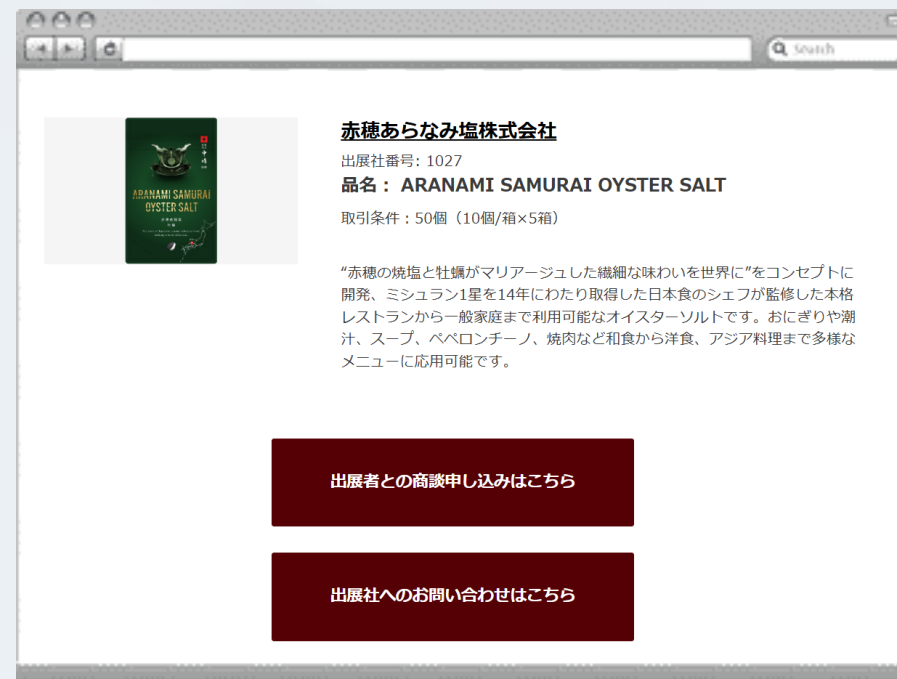 Search
赤穂あらなみ塩株式会社
出展社番号: 1027
品名： ARANAMI SAMURAI OYSTER SALT
取引条件：50個（10個/箱×5箱）
ARANAMI SAMURAI
OYSTER SALT
“赤穂の焼塩と牡蠣がマリアージュした繊細な味わいを世界に”をコンセプトに
開発、ミシュラン1星を14年にわたり取得した日本食のシェフが監修した本格
レストランから一般家庭まで利用可能なオイスターソルトです。おにぎりや潮
汁、スープ、ペペロンチーノ、焼肉など和食から洋食、アジア料理まで多様な
メニューに応用可能です。
出展者との商談申し込みはこちら
出展社へのお問い合わせはこちら